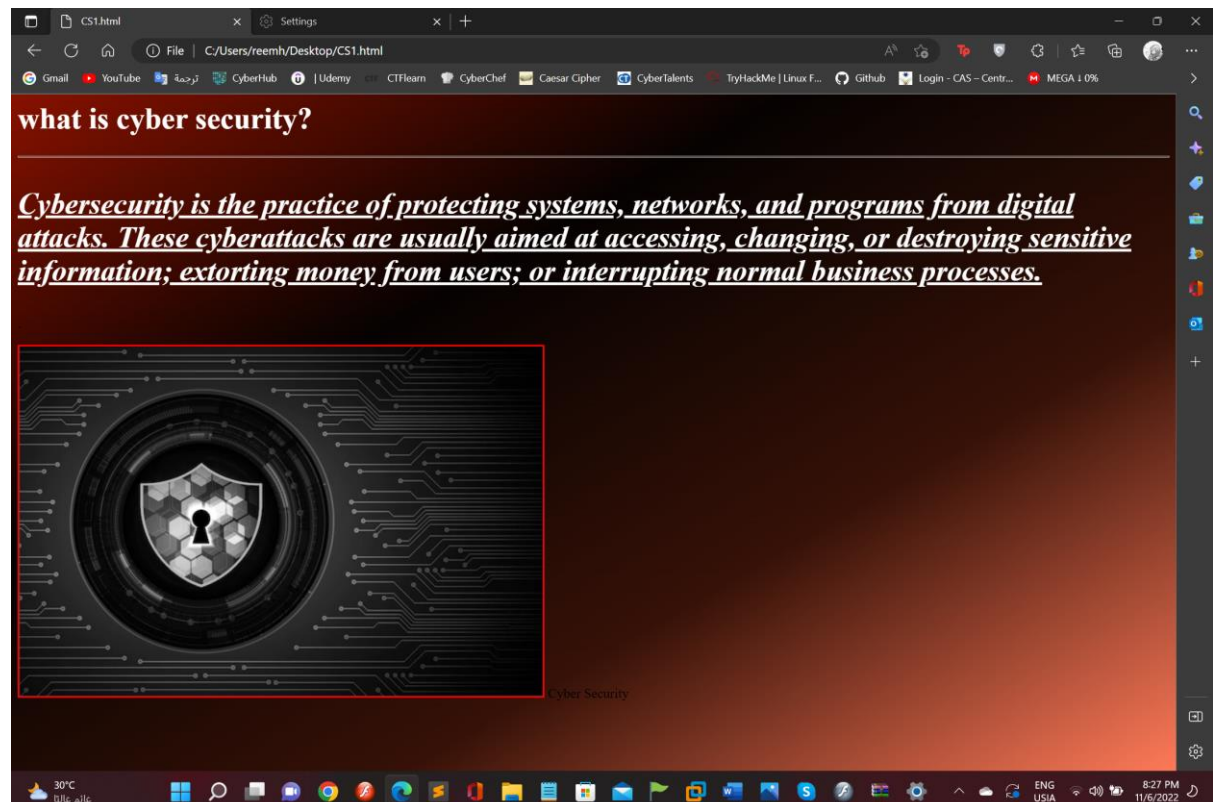 CS1.html
Settings
File | C:/Users/reemh/Desktop/CS1.html
Gmail YouTube ترجمة CyberHub | Udemy CTFlearn CyberChef Caesar Cipher CyberTalents TryHackMe | Linux F... Github Login - CAS – Centr... MEGA ↓ 0%
what is cyber security?
Cybersecurity is the practice of protecting systems, networks, and programs from digital
attacks. These cyberattacks are usually aimed at accessing, changing, or destroying sensitive
information; extorting money from users; or interrupting normal business processes.
Cyber Security
30°C
ENG
USIA
8:27 PM
11/6/2022